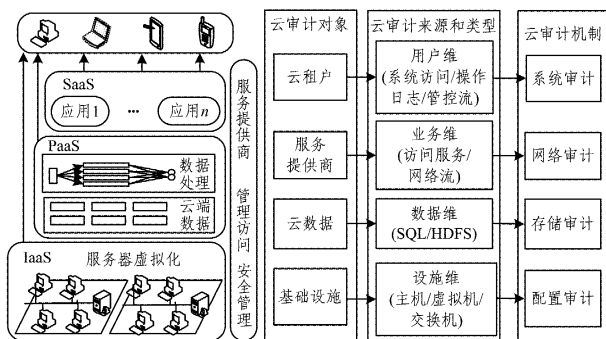 SaaS
应用1
…
应用n
PaaS
数据
处理
云端
数据
IaaS
服务器虚拟化
服务提供商
管理访问
安全管理
云审计对象
云租户
服务
提供商
云数据
基础设施
云审计来源和类型
用户维
(系统访问/操作
日志/管控流)
业务维
(访问服务/
网络流)
数据维
(SQL/HDFS)
设施维
(主机/虚拟机/
交换机)
云审计机制
系统审计
网络审计
存储审计
配置审计